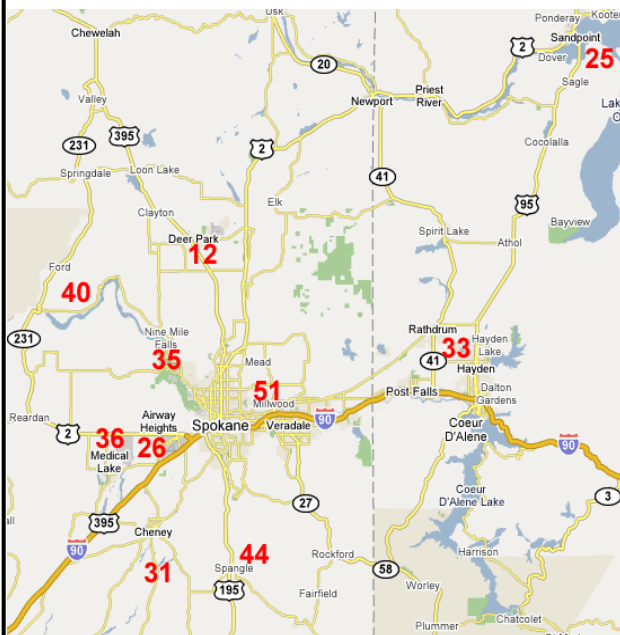 Usk
Ponderay
Kooter
Chewelah
Sandpoint
2
Dover
25
20
Sagle
Valley
Newport
Priest
River
Lak
O
395
231
2
Cocolalla
Springdale
Loon Lake
41
Elk
95
Clayton
Bayview
Spirit Lake
Athol
Deer Park
12
Ford
40
Nine Mile
Falls
Rathdrum
Hayden
Lake
33
231
35
Mead
41
Hayden
51
Millwood
Post Falls
Dalton
Gardens
Reardan
Airway
Heights
Spokane
Veradale
90
Coeur
D'Alene
2
36
26
Medical
Lake
90
Coeur
D'Alene Lake
27
3
all
395
Cheney
90
44
Rockford
Harrison
31
Spangle
58
195
Fairfield
Worley
Plummer
Chatcolet